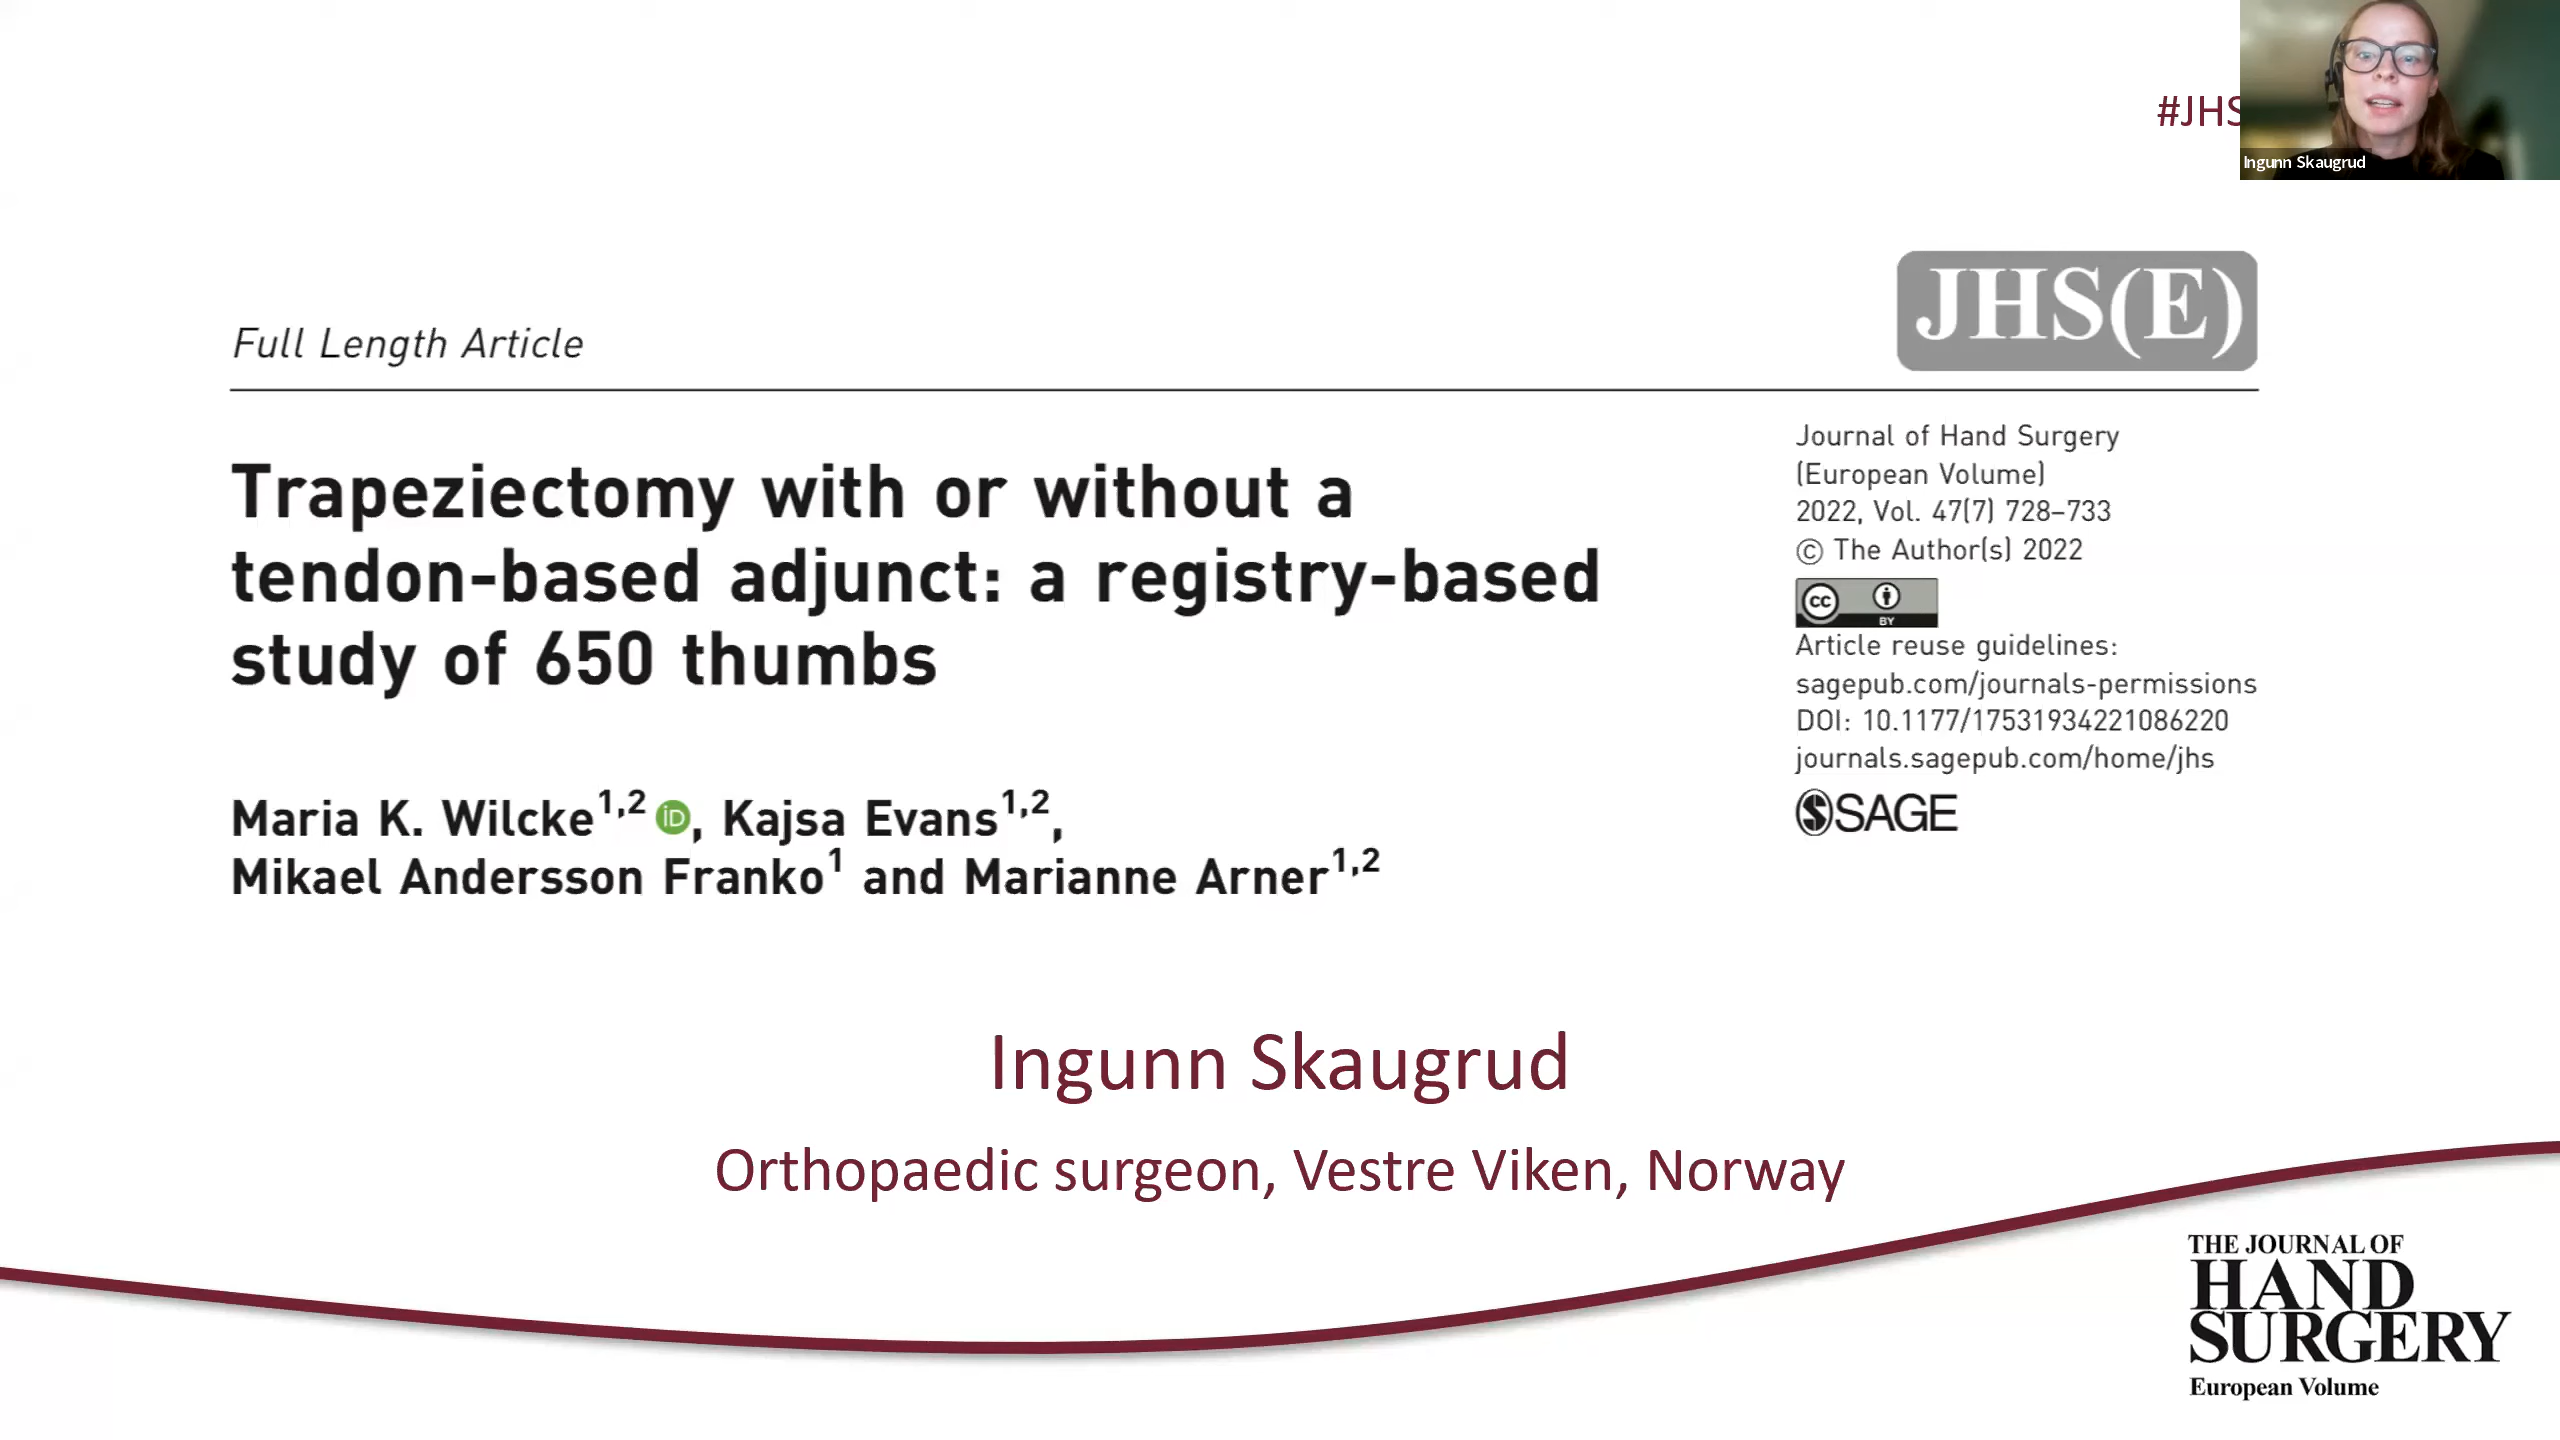 #JHS
Ingunn Skaugrud
JHS(E)
Full Length Article
Trapeziectomy with or without a
tendon-based adjunct: a registry-based
study of 650 thumbs
Maria K. Wilcke1,2 iD, Kajsa Evans1,2,
Mikael Andersson Franko1 and Marianne Arner1,2
Journal of Hand Surgery
(European Volume)
2022, Vol. 47(7) 728–733
© The Author(s) 2022
cc BY
Article reuse guidelines:
sagepub.com/journals-permissions
DOI: 10.1177/17531934221086220
journals.sagepub.com/home/jhs
SAGE
Ingunn Skaugrud
Orthopaedic surgeon, Vestre Viken, Norway
THE JOURNAL OF
HAND
SURGERY
European Volume